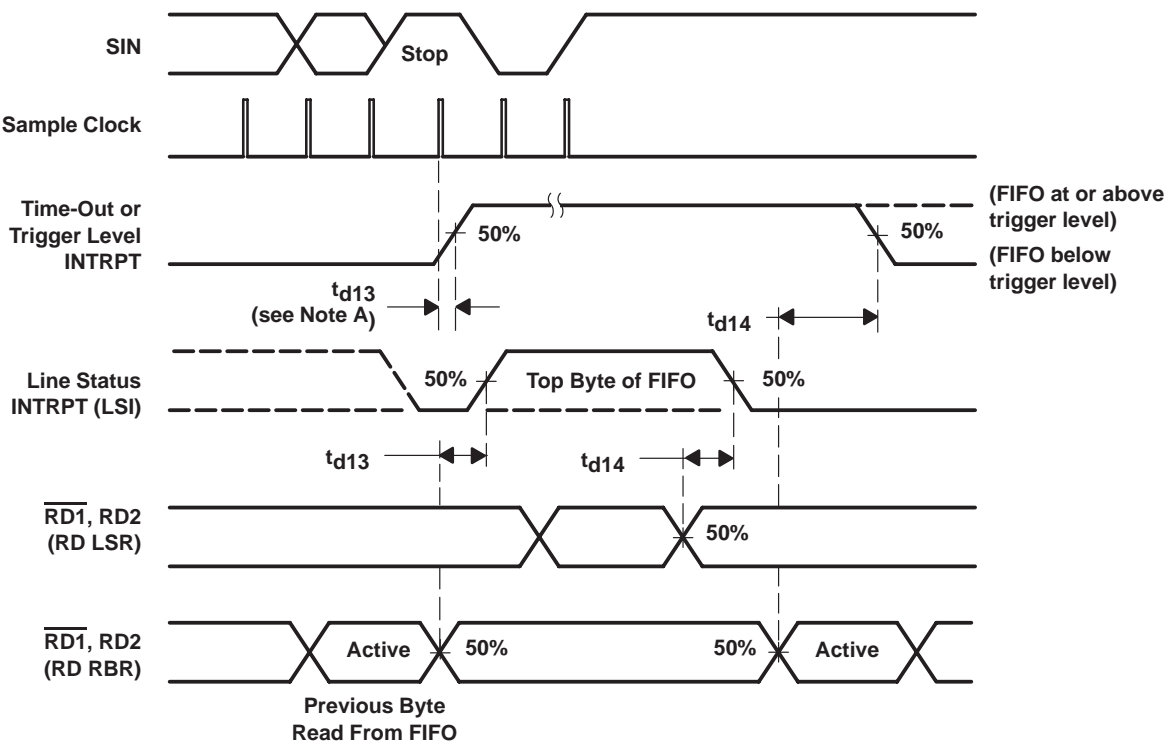 SIN
Stop
Sample Clock
Time-Out or
Trigger Level
INTRPT
50%
50%
(FIFO at or above
trigger level)
(FIFO below
trigger level)
td13
(see Note A)
td14
Line Status
INTRPT (LSI)
50%
Top Byte of FIFO
50%
td13
td14
RD1, RD2
(RD LSR)
50%
RD1, RD2
(RD RBR)
Active
50%
50%
Active
Previous Byte
Read From FIFO